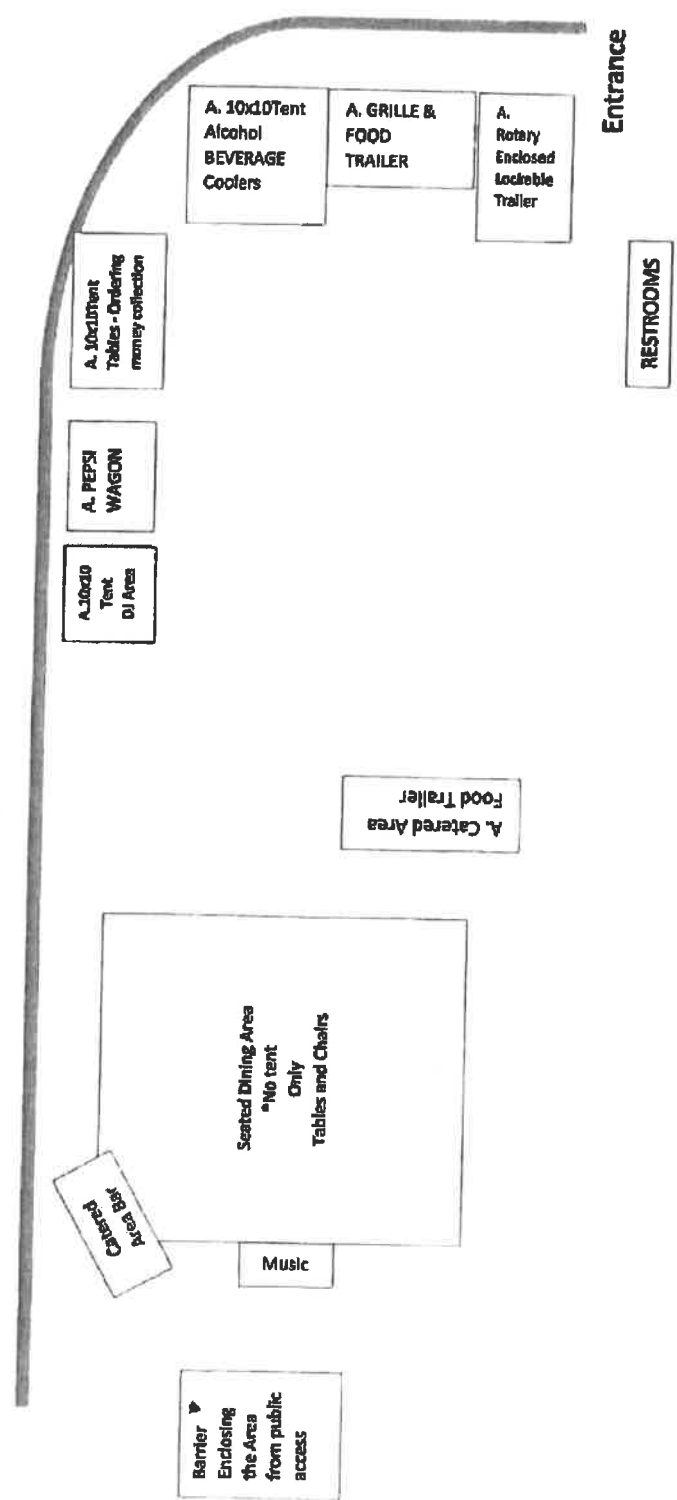 Entrance
A. 10x10Tent
Alcohol
BEVERAGE
Coolers
A. GRILLE &
FOOD
TRAILER
A.
Rotary
Enclosed
Lockable
Trailer
A. 10x10Tent
Tables - Ordering
money collection
RESTROOMS
A. PEPSI
WAGON
A.10x10
Tent
DJ Area
A. Catered Area
Food Trailer
Seated Dining Area
*No tent
Only
Tables and Chairs
Catered
Area Bar
Music
Barrier
Enclosing
the Area
from public
access